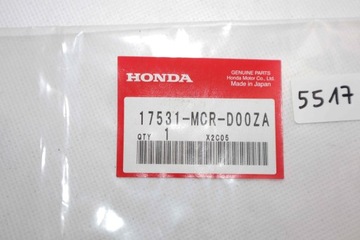 HONDA
GENUINE PARTS
Honda Motor Co., Ltd.
Made in Japan
17531-MCR-D00ZA
QTY 1 X2C05
5517